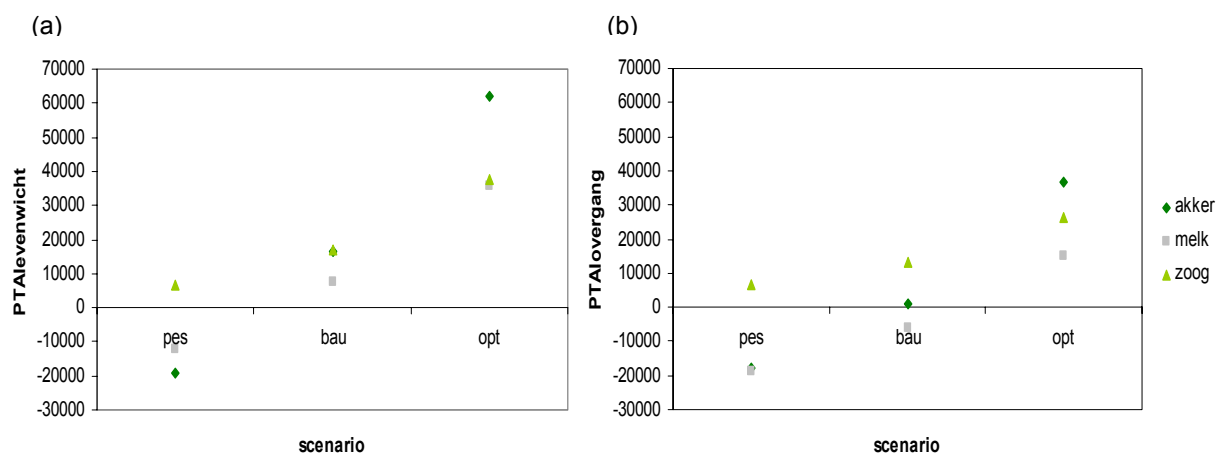 (a)
70000
60000
50000
40000
30000
20000
10000
0
-10000
-20000
-30000
PTAIevenwicht
pes
bau
opt
scenario
(b)
70000
60000
50000
40000
30000
20000
10000
0
-10000
-20000
-30000
PTAIovergang
pes
bau
opt
scenario
akker
melk
zoog